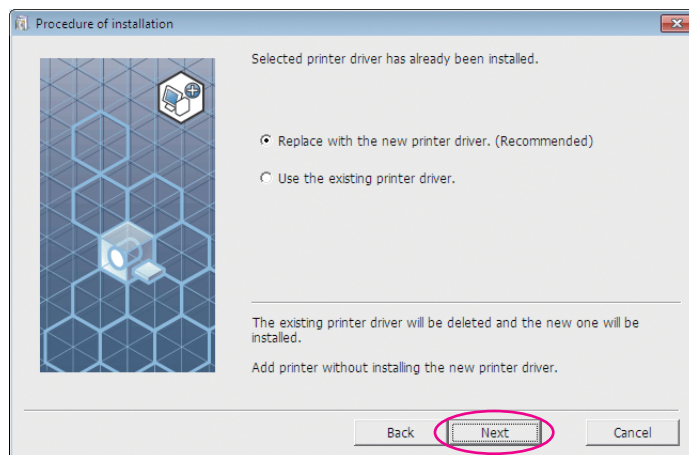 Procedure of installation
Selected printer driver has already been installed.
Replace with the new printer driver. (Recommended)
Use the existing printer driver.
The existing printer driver will be deleted and the new one will be
installed.
Add printer without installing the new printer driver.
Back
Next
Cancel